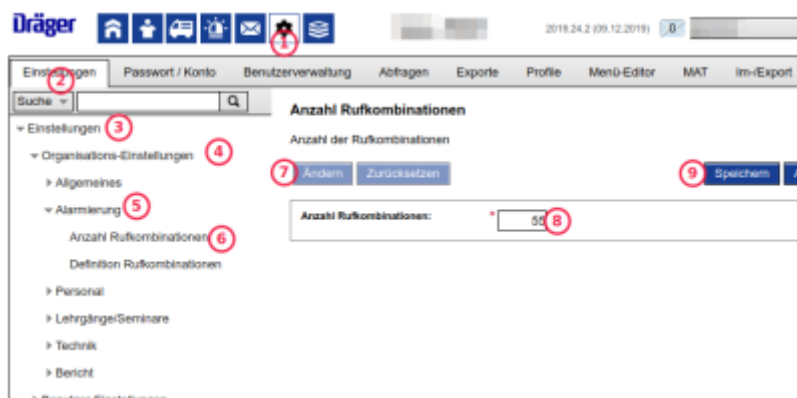 Dräger
1
2019.24.2 (09.12.2019) 0
Einstellungen Passwort / Konto Benutzerverwaltung Abfragen Exporte Profile Menü-Editor MAT Im-/Export
2
Suche
Einstellungen 3
Organisations-Einstellungen 4
Allgemeines
Alarmierung 5
Anzahl Rufkombinationen 6
Definition Rufkombinationen
Personal
Lehrgänge/Seminare
Technik
Bericht
Anzahl Rufkombinationen
Anzahl der Rufkombinationen
7 Ändern Zurücksetzen 9 Speichern
Anzahl Rufkombinationen: * 55 8